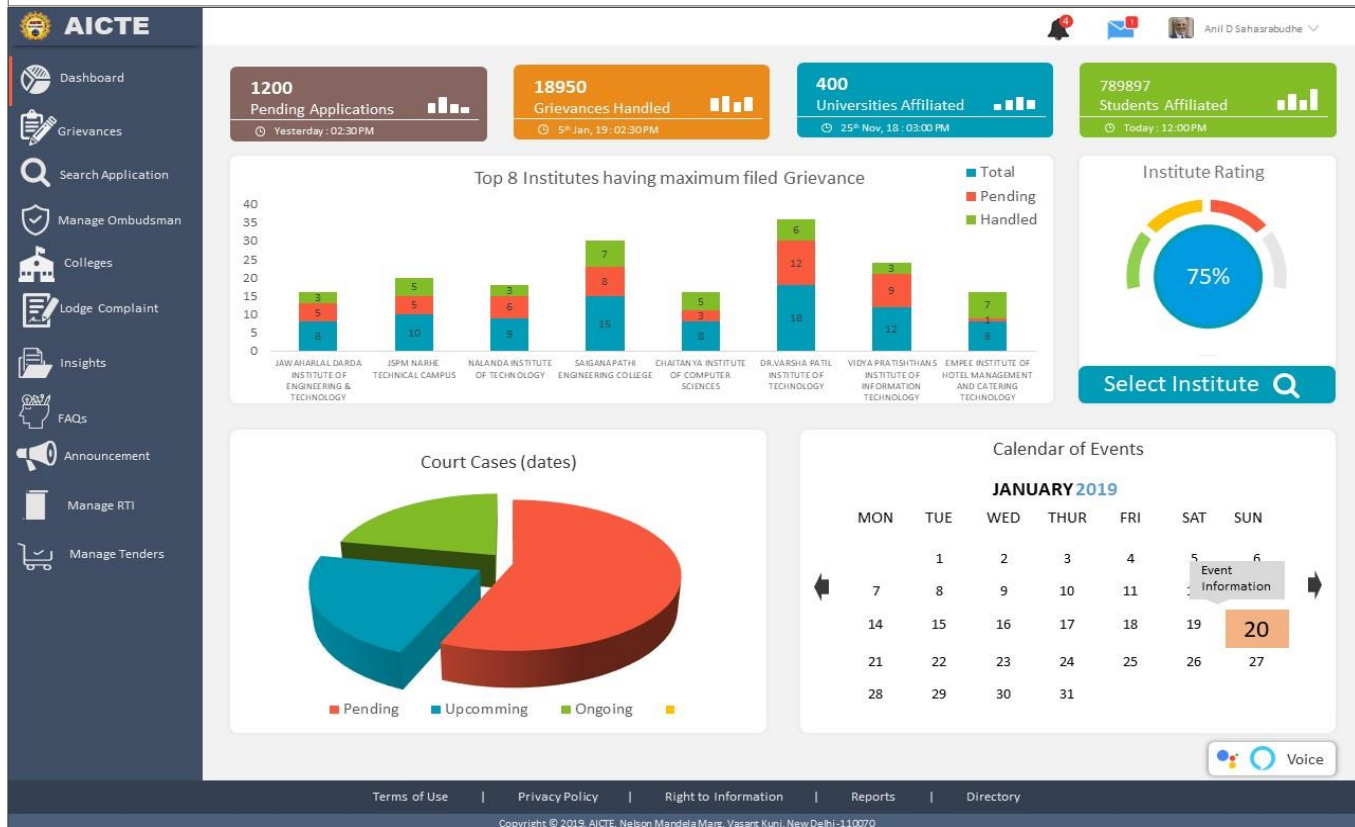 AICTE
4
1
Anil D Sahasrabudhe
Dashboard
Grievances
Search Application
Manage Ombudsman
Colleges
Lodge Complaint
Insights
FAQs
Announcement
Manage RTI
Manage Tenders
1200
Pending Applications
Yesterday : 02:30 PM
18950
Grievances Handled
5th Jan, 19 : 02:30 PM
400
Universities Affiliated
25th Nov, 18 : 03:00 PM
789897
Students Affiliated
Today : 12:00 PM
Top 8 Institutes having maximum filed Grievance
Total
Pending
Handled
40
35
30
25
20
15
10
5
0
3
5
8
5
5
10
3
6
9
7
8
15
5
3
8
6
12
18
3
9
12
7
1
8
JAWAHARLAL DARDA
INSTITUTE OF
ENGINEERING &
TECHNOLOGY
JSPM NARHE
TECHNICAL CAMPUS
NALANDA INSTITUTE
OF TECHNOLOGY
SAIGANAPATHI
ENGINEERING COLLEGE
CHAITANYA INSTITUTE
OF COMPUTER
SCIENCES
DR.VARSHA PATIL
INSTITUTE OF
TECHNOLOGY
VIDYA PRATISHTHANS
INSTITUTE OF
INFORMATION
TECHNOLOGY
EMPEE INSTITUTE OF
HOTEL MANAGEMENT
AND CATERING
TECHNOLOGY
Institute Rating
75%
Select Institute
Court Cases (dates)
Pending Upcomming Ongoing
Calendar of Events
JANUARY 2019
MON TUE WED THUR FRI SAT SUN
1 2 3 4 5 6
Event
Information
7 8 9 10 11
14 15 16 17 18 19 20
21 22 23 24 25 26 27
28 29 30 31
Voice
Terms of Use | Privacy Policy | Right to Information | Reports | Directory
Copyright © 2019. AICTE, Nelson Mandela Marg, Vasant Kunj, New Delhi-110070